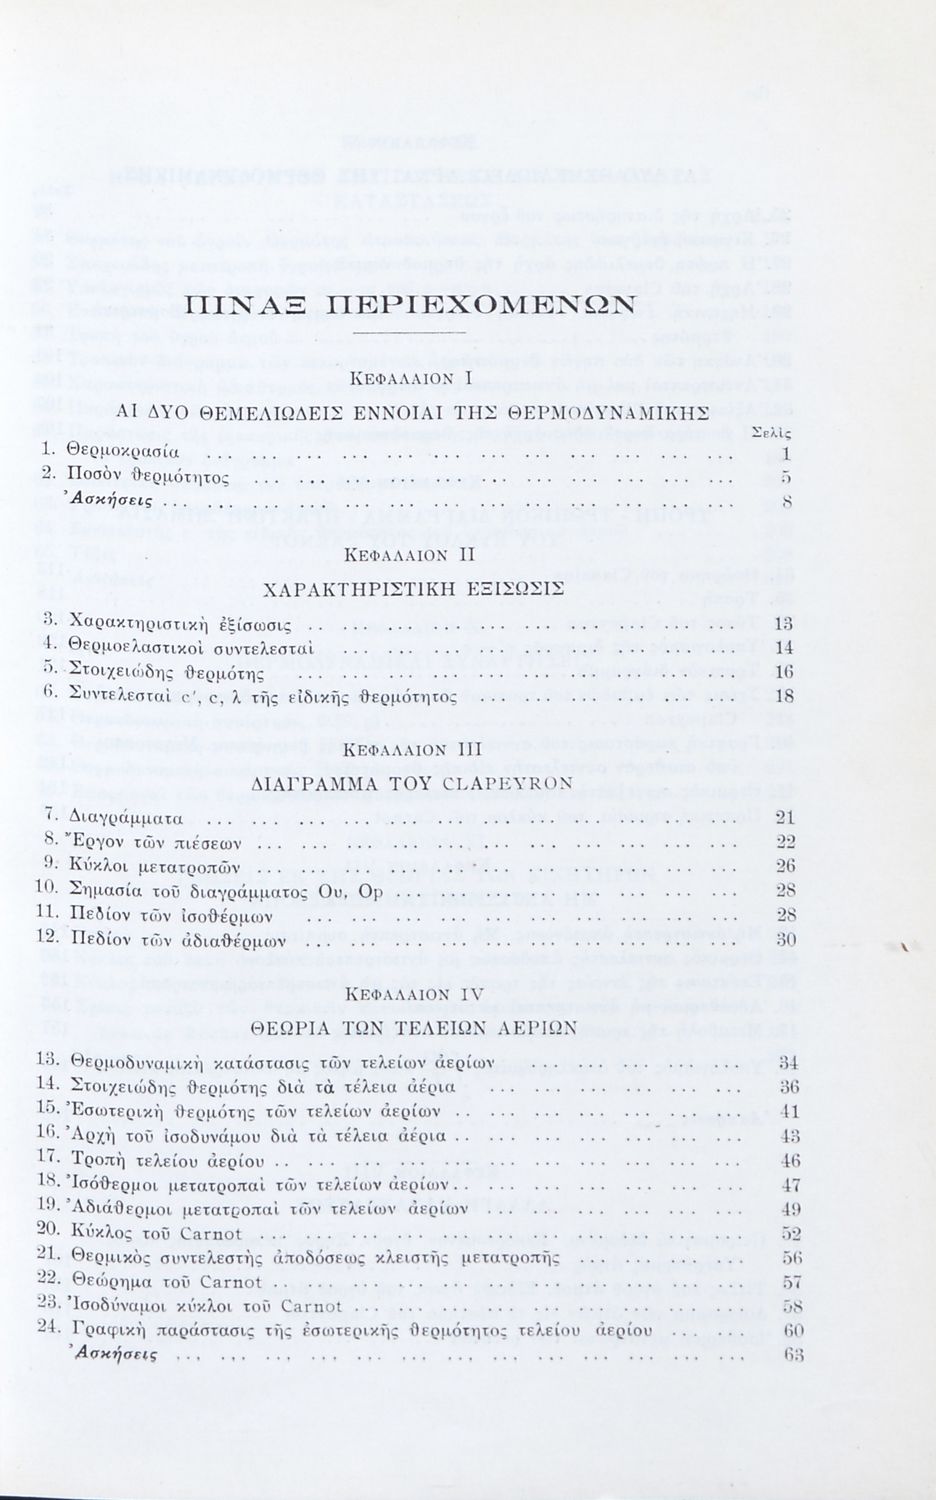 ΠΙΝΑΞ ΠΕΡΙΕΧΟΜΕΝΩΝ
ΚΕΦΑΛΑΙΟΝ I
ΑΙ ΔΥΟ ΘΕΜΕΛΙΩΔΕΙΣ ΕΝΝΟΙΑΙ ΤΗΣ ΘΕΡΜΟΔΥΝΑΜΙΚΗΣ
Σελὶς
1. Θερμοκρασία ... 1
2. Ποσὸν θερμότητος ... 5
Ἀσκήσεις ... 8
ΚΕΦΑΛΑΙΟΝ II
ΧΑΡΑΚΤΗΡΙΣΤΙΚΗ ΕΞΙΣΩΣΙΣ
3. Χαρακτηριστικὴ ἐξίσωσις ... 13
4. Θερμοελαστικοὶ συντελεσταὶ ... 14
5. Στοιχειώδης θερμότης ... 16
6. Συντελεσταὶ c', c, λ τῆς εἰδικῆς θερμότητος ... 18
ΚΕΦΑΛΑΙΟΝ III
ΔΙΑΓΡΑΜΜΑ ΤΟΥ CLAPEYRON
7. Διαγράμματα ... 21
8. Ἔργον τῶν πιέσεων ... 22
9. Κύκλοι μετατροπῶν ... 26
10. Σημασία τοῦ διαγράμματος Ου, Ορ ... 28
11. Πεδίον τῶν ἰσοθέρμων ... 28
12. Πεδίον τῶν ἀδιαθέρμων ... 30
ΚΕΦΑΛΑΙΟΝ IV
ΘΕΩΡΙΑ ΤΩΝ ΤΕΛΕΙΩΝ ΑΕΡΙΩΝ
13. Θερμοδυναμικὴ κατάστασις τῶν τελείων ἀερίων ... 34
14. Στοιχειώδης θερμότης διὰ τὰ τέλεια ἀέρια ... 36
15. Ἐσωτερικὴ θερμότης τῶν τελείων ἀερίων ... 41
16. Ἀρχὴ τοῦ ἰσοδυνάμου διὰ τὰ τέλεια ἀέρια ... 43
17. Τροπὴ τελείου ἀερίου ... 46
18. Ἰσόθερμοι μετατροπαὶ τῶν τελείων ἀερίων ... 47
19. Ἀδιάθερμοι μετατροπαὶ τῶν τελείων ἀερίων ... 49
20. Κύκλος τοῦ Carnot ... 52
21. Θερμικὸς συντελεστὴς ἀποδόσεως κλειστῆς μετατροπῆς ... 56
22. Θεώρημα τοῦ Carnot ... 57
23. Ἰσοδύναμοι κύκλοι τοῦ Carnot ... 58
24. Γραφικὴ παράστασις τῆς ἐσωτερικῆς θερμότητος τελείου ἀερίου ... 60
Ἀσκήσεις ... 63